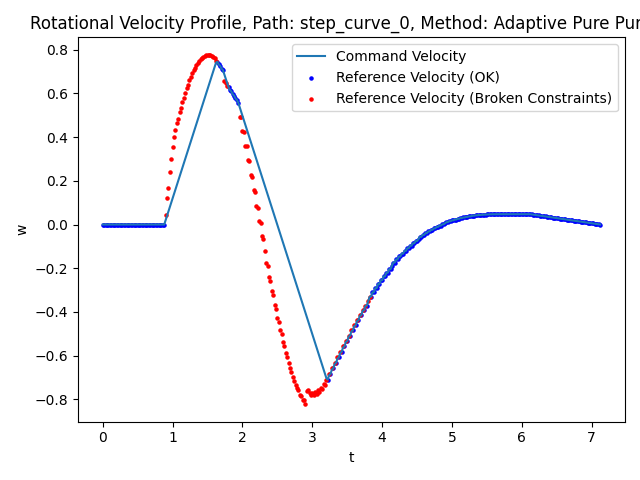 Rotational Velocity Profile, Path: step_curve_0, Method: Adaptive Pure Pur
Command Velocity
Reference Velocity (OK)
Reference Velocity (Broken Constraints)
0.8
0.6
0.4
0.2
0.0
−0.2
−0.4
−0.6
−0.8
w
0 1 2 3 4 5 6 7
t